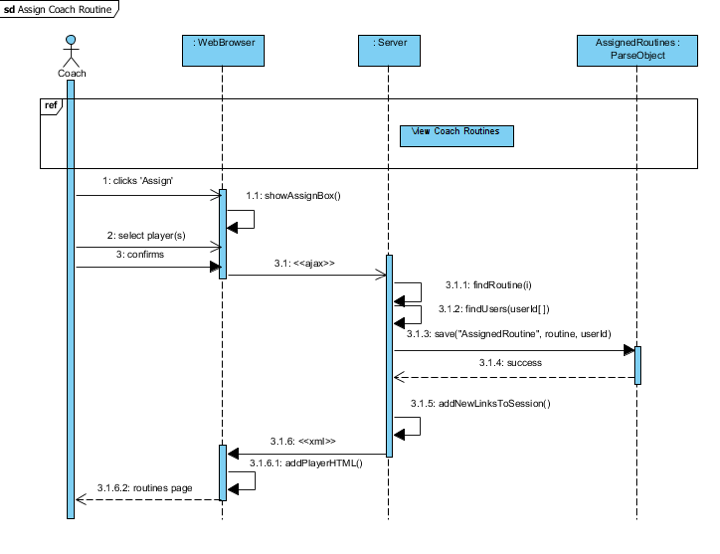 sd Assign Coach Routine
: WebBrowser
: Server
AssignedRoutines :
ParseObject
Coach
ref
View Coach Routines
1: clicks 'Assign'
1.1: showAssignBox()
2: select player(s)
3: confirms
3.1: <<ajax>>
3.1.1: findRoutine(i)
3.1.2: findUsers(userId[ ])
3.1.3: save("AssignedRoutine", routine, userId)
3.1.4: success
3.1.5: addNewLinksToSession()
3.1.6: <<xml>>
3.1.6.1: addPlayerHTML()
3.1.6.2: routines page